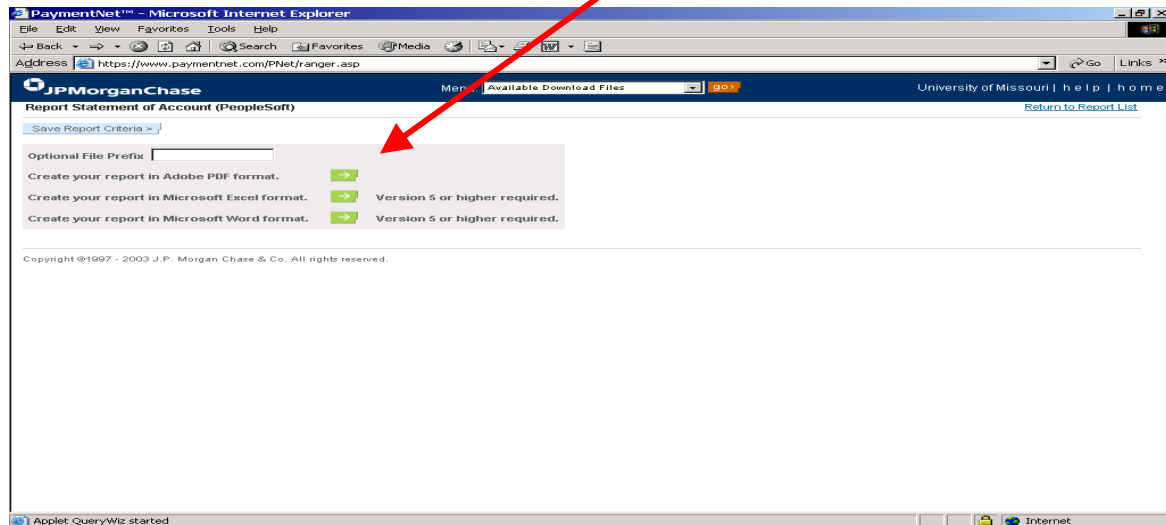 PaymentNet™ - Microsoft Internet Explorer
File Edit View Favorites Tools Help
Back Search Favorites Media
Address https://www.paymentnet.com/PNet/ranger.asp Go Links »
JPMorganChase Menu: Available Download Files go> University of Missouri | help | home
Report Statement of Account (PeopleSoft) Return to Report List
Save Report Criteria >
Optional File Prefix
Create your report in Adobe PDF format.
Create your report in Microsoft Excel format. Version 5 or higher required.
Create your report in Microsoft Word format. Version 5 or higher required.
Copyright ©1997 - 2003 J.P. Morgan Chase & Co. All rights reserved.
Applet QueryWiz started Internet